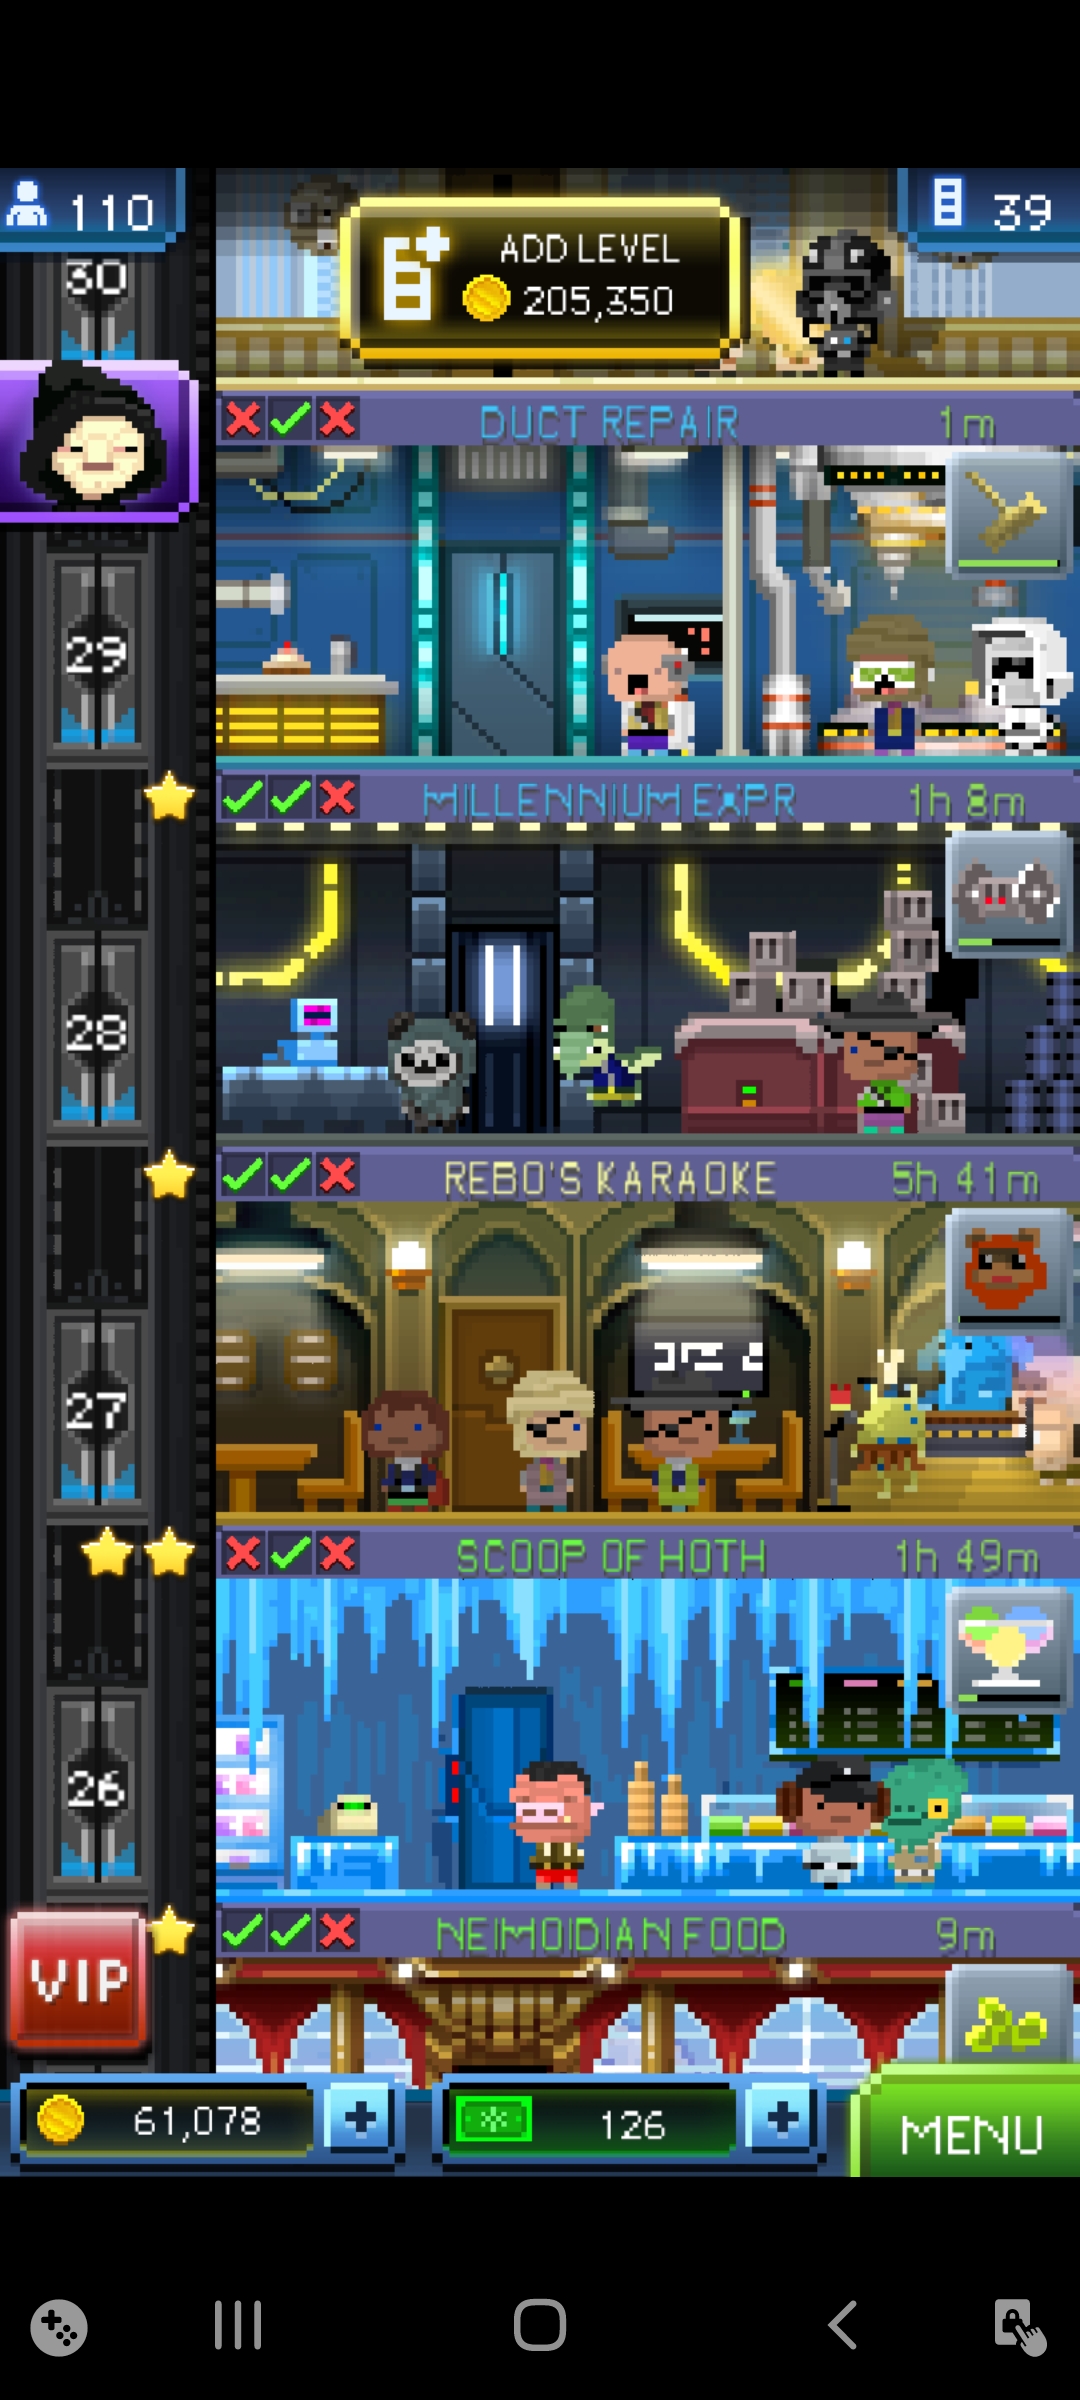 110
39
ADD LEVEL
205,350
30
DUCT REPAIR 1m
29
MILLENNIUM EXPR 1h 8m
28
REBO'S KARAOKE 5h 41m
27
SCOOP OF HOTH 1h 49m
26
VIP
NEIMOIDIAN FOOD 9m
61,078
126
MENU